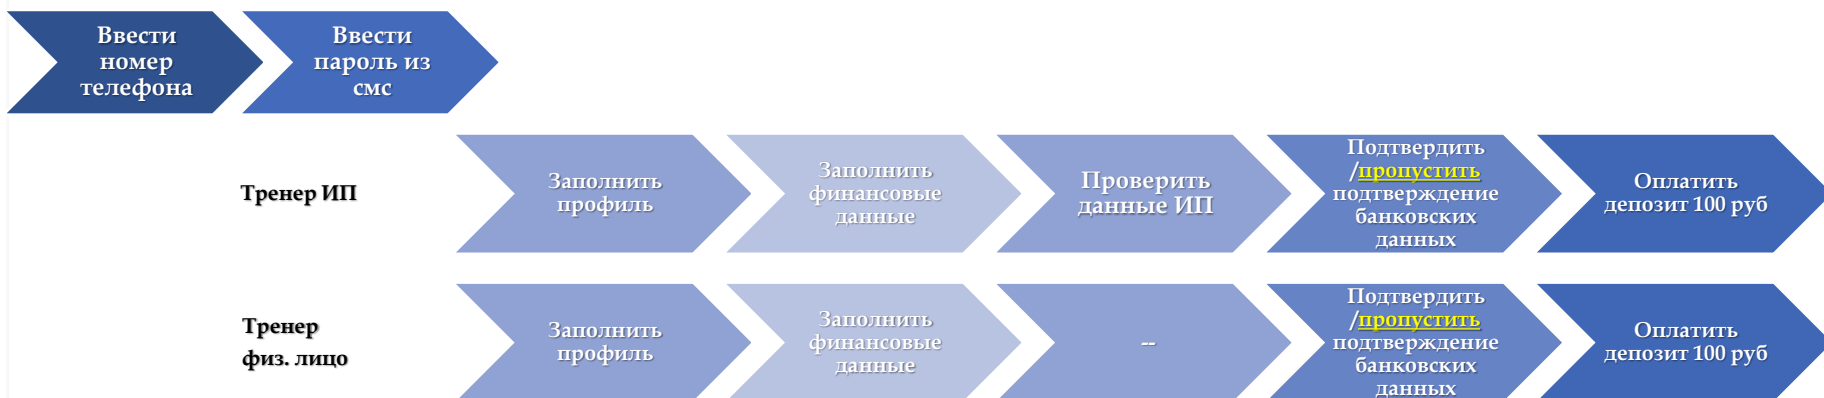 Ввести
номер
телефона
Ввести
пароль из
смс
Тренер ИП
Заполнить
профиль
Заполнить
финансовые
данные
Проверить
данные ИП
Подтвердить
/пропустить
подтверждение
банковских
данных
Оплатить
депозит 100 руб
Тренер
физ. лицо
Заполнить
профиль
Заполнить
финансовые
данные
--
Подтвердить
/пропустить
подтверждение
банковских
данных
Оплатить
депозит 100 руб